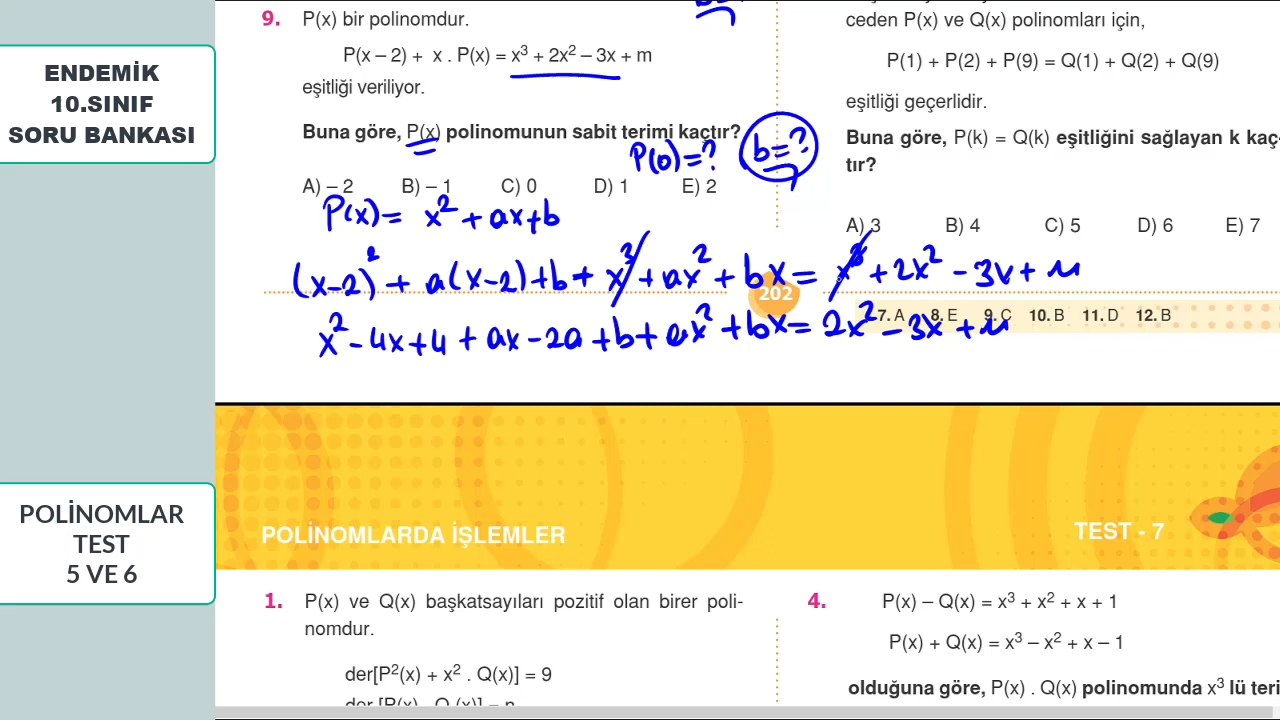 ENDEMİK
10.SINIF
SORU BANKASI
POLİNOMLAR
TEST
5 VE 6
9. P(x) bir polinomdur.
P(x – 2) + x . P(x) = x³ + 2x² – 3x + m
eşitliği veriliyor.
Buna göre, P(x) polinomunun sabit terimi kaçtır?
P(0)=? b=?
A) – 2 B) – 1 C) 0 D) 1 E) 2
P(x)= x²+ax+b
(x-2)²+ a(x-2)+b+ x³+ax²+bx= x³+2x²-3x+m
x²-4x+4+ax-2a+b+ax²+bx=2x²-3x+m
ceden P(x) ve Q(x) polinomları için,
P(1) + P(2) + P(9) = Q(1) + Q(2) + Q(9)
eşitliği geçerlidir.
Buna göre, P(k) = Q(k) eşitliğini sağlayan k kaç-
tır?
A) 3 B) 4 C) 5 D) 6 E) 7
202
7. A 8. E 9. C 10. B 11. D 12. B
POLİNOMLARDA İŞLEMLER
TEST - 7
1. P(x) ve Q(x) başkatsayıları pozitif olan birer poli-
nomdur.
der[P²(x) + x² . Q(x)] = 9
4. P(x) – Q(x) = x³ + x² + x + 1
P(x) + Q(x) = x³ – x² + x – 1
olduğuna göre, P(x) . Q(x) polinomunda x³ lü teri